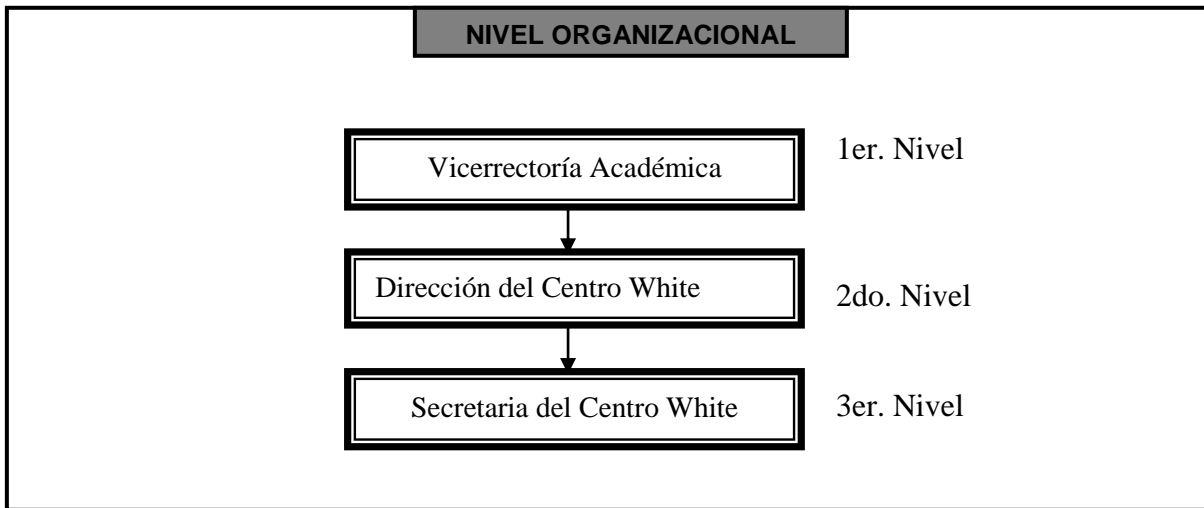 NIVEL ORGANIZACIONAL
Vicerrectoría Académica
1er. Nivel
Dirección del Centro White
2do. Nivel
Secretaria del Centro White
3er. Nivel